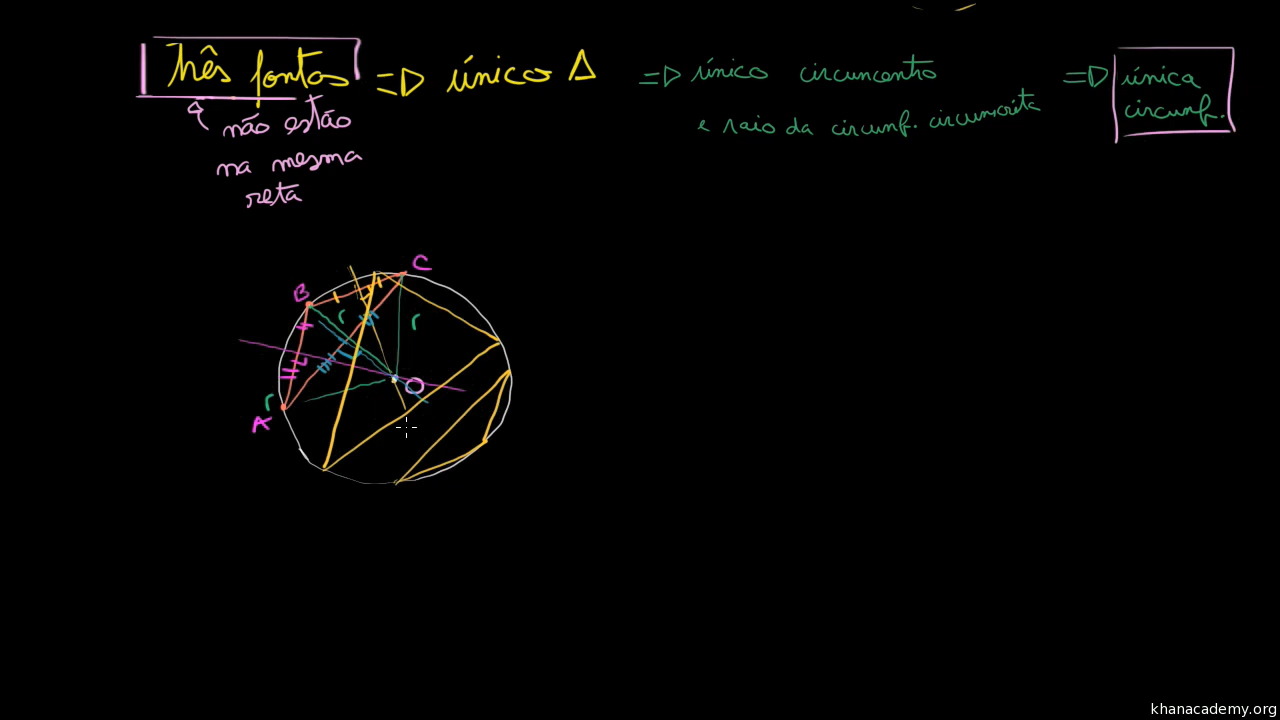 três pontos => único Δ => único circuncentro => única
e raio da circunf. circunscrita circunf.
não estão
na mesma
reta
C
B
r
r
O
r
A
khanacademy.org